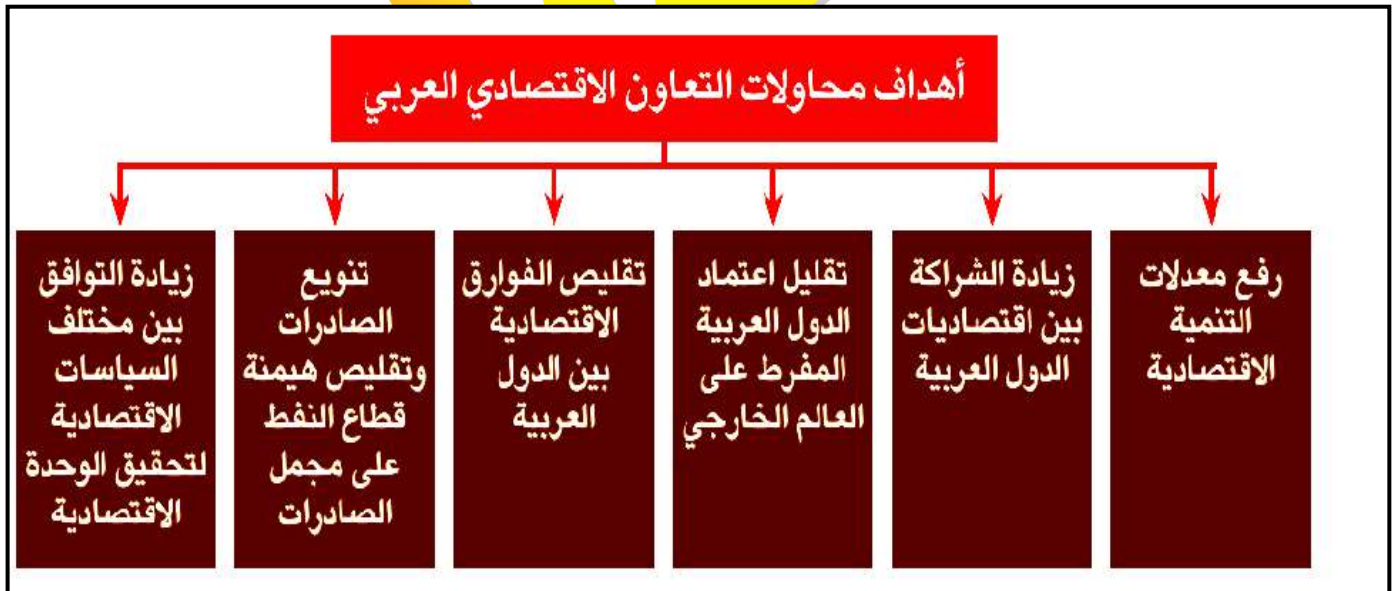 أهداف محاولات التعاون الاقتصادي العربي
رفع معدلات
التنمية
الاقتصادية
زيادة الشراكة
بين اقتصاديات
الدول العربية
تقليل اعتماد
الدول العربية
المفرط على
العالم الخارجي
تقليص الفوارق
الاقتصادية
بين الدول
العربية
تنويع
الصادرات
وتقليص هيمنة
قطاع النفط
على مجمل
الصادرات
زيادة التوافق
بين مختلف
السياسات
الاقتصادية
لتحقيق الوحدة
الاقتصادية